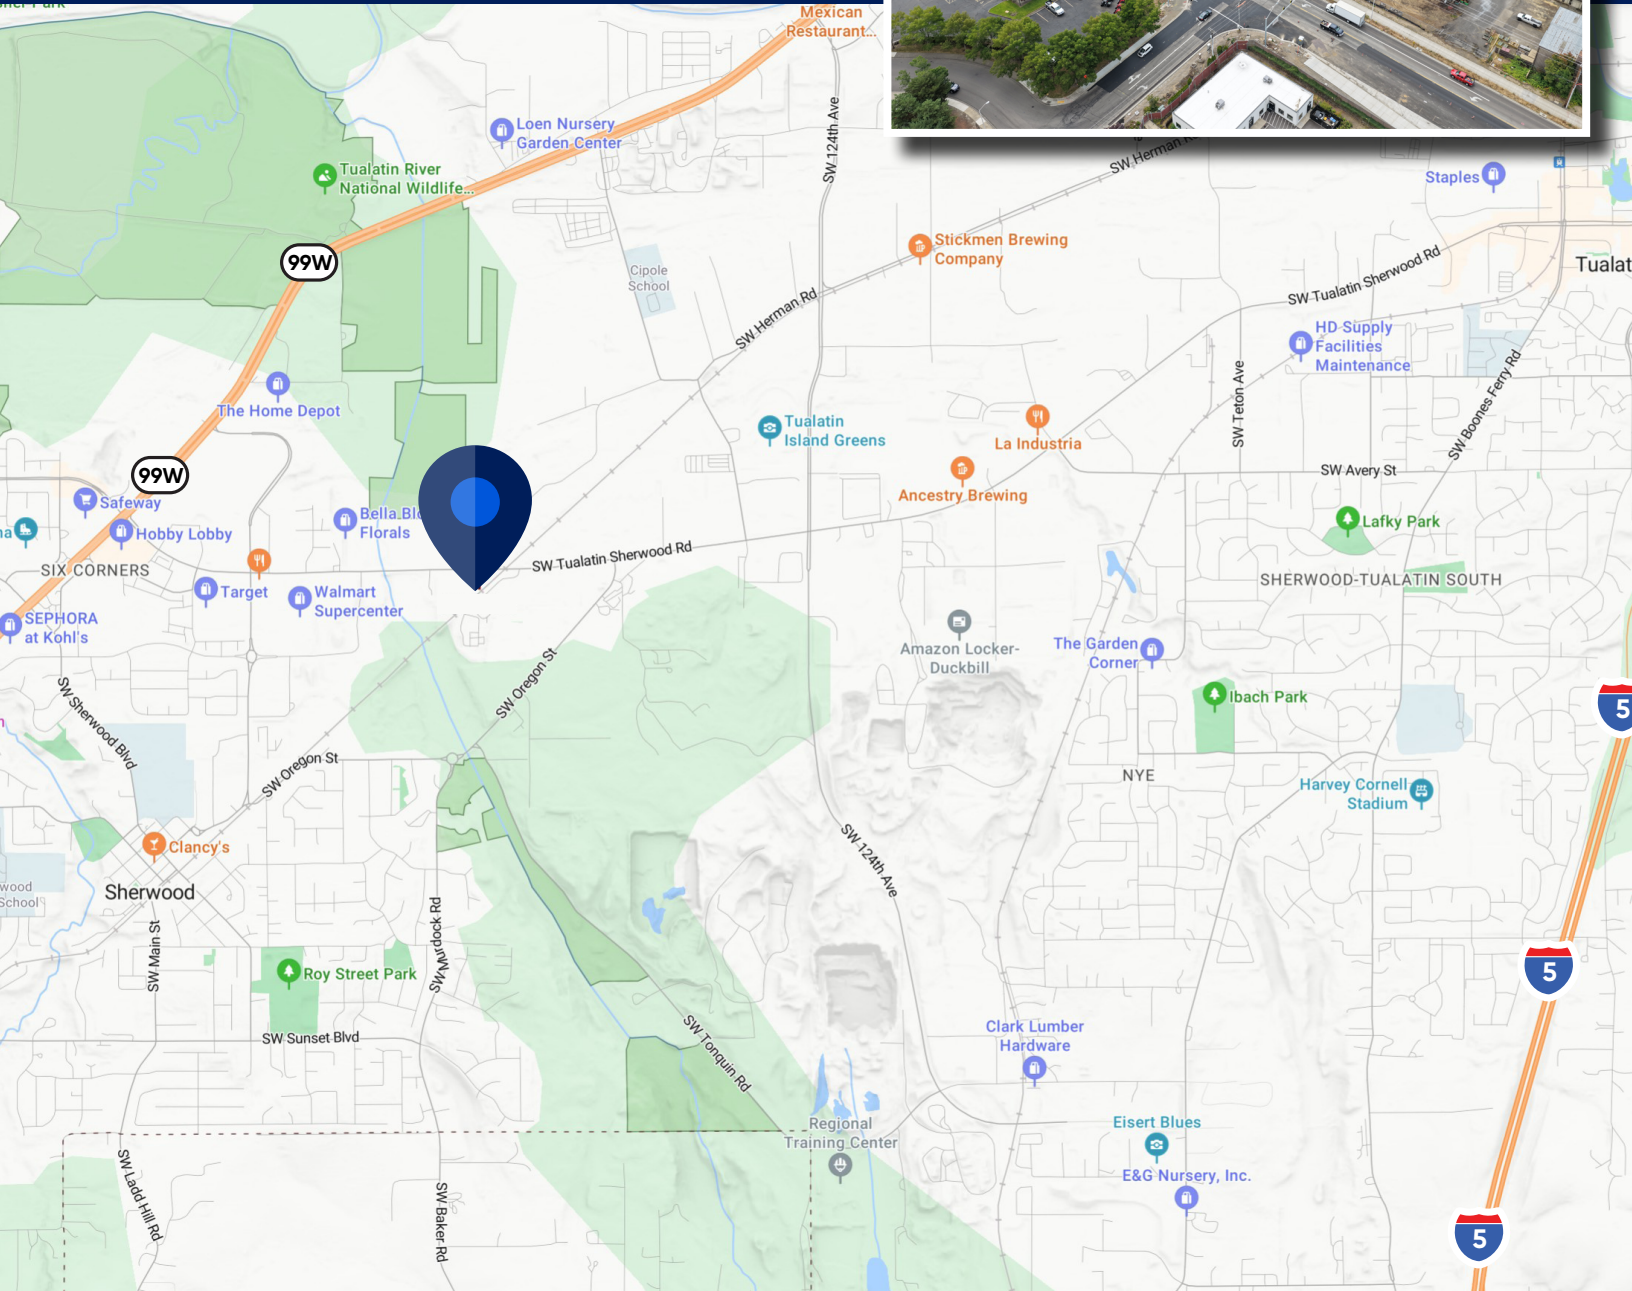 Mexican
Restaurant...
Loen Nursery
Garden Center
SW 124th Ave
SW Herman
Tualatin River
National Wildlife...
Staples
99W
Stickmen Brewing
Company
Cipole
School
SW Tualatin Sherwood Rd
Tualat
SW Herman Rd
HD Supply
Facilities
Maintenance
The Home Depot
SW Teton Ave
SW Boones Ferry Rd
Tualatin
Island Greens
La Industria
99W
SW Avery St
Safeway
Ancestry Brewing
Bella Blo
Florals
Hobby Lobby
Lafky Park
SIX CORNERS
SW Tualatin Sherwood Rd
SHERWOOD-TUALATIN SOUTH
Target
Walmart
Supercenter
SEPHORA
at Kohl's
Amazon Locker-
Duckbill
The Garden
Corner
SW Oregon St
SW Sherwood Blvd
Ibach Park
5
SW Oregon St
NYE
Harvey Cornell
Stadium
Clancy's
SW 124th Ave
Sherwood
wood
School
SW Main St
SW Murdock Rd
Roy Street Park
5
SW Sunset Blvd
SW Tonquin Rd
Clark Lumber
Hardware
Regional
Training Center
Eisert Blues
E&G Nursery, Inc.
SW Ladd Hill Rd
SW Baker Rd
5